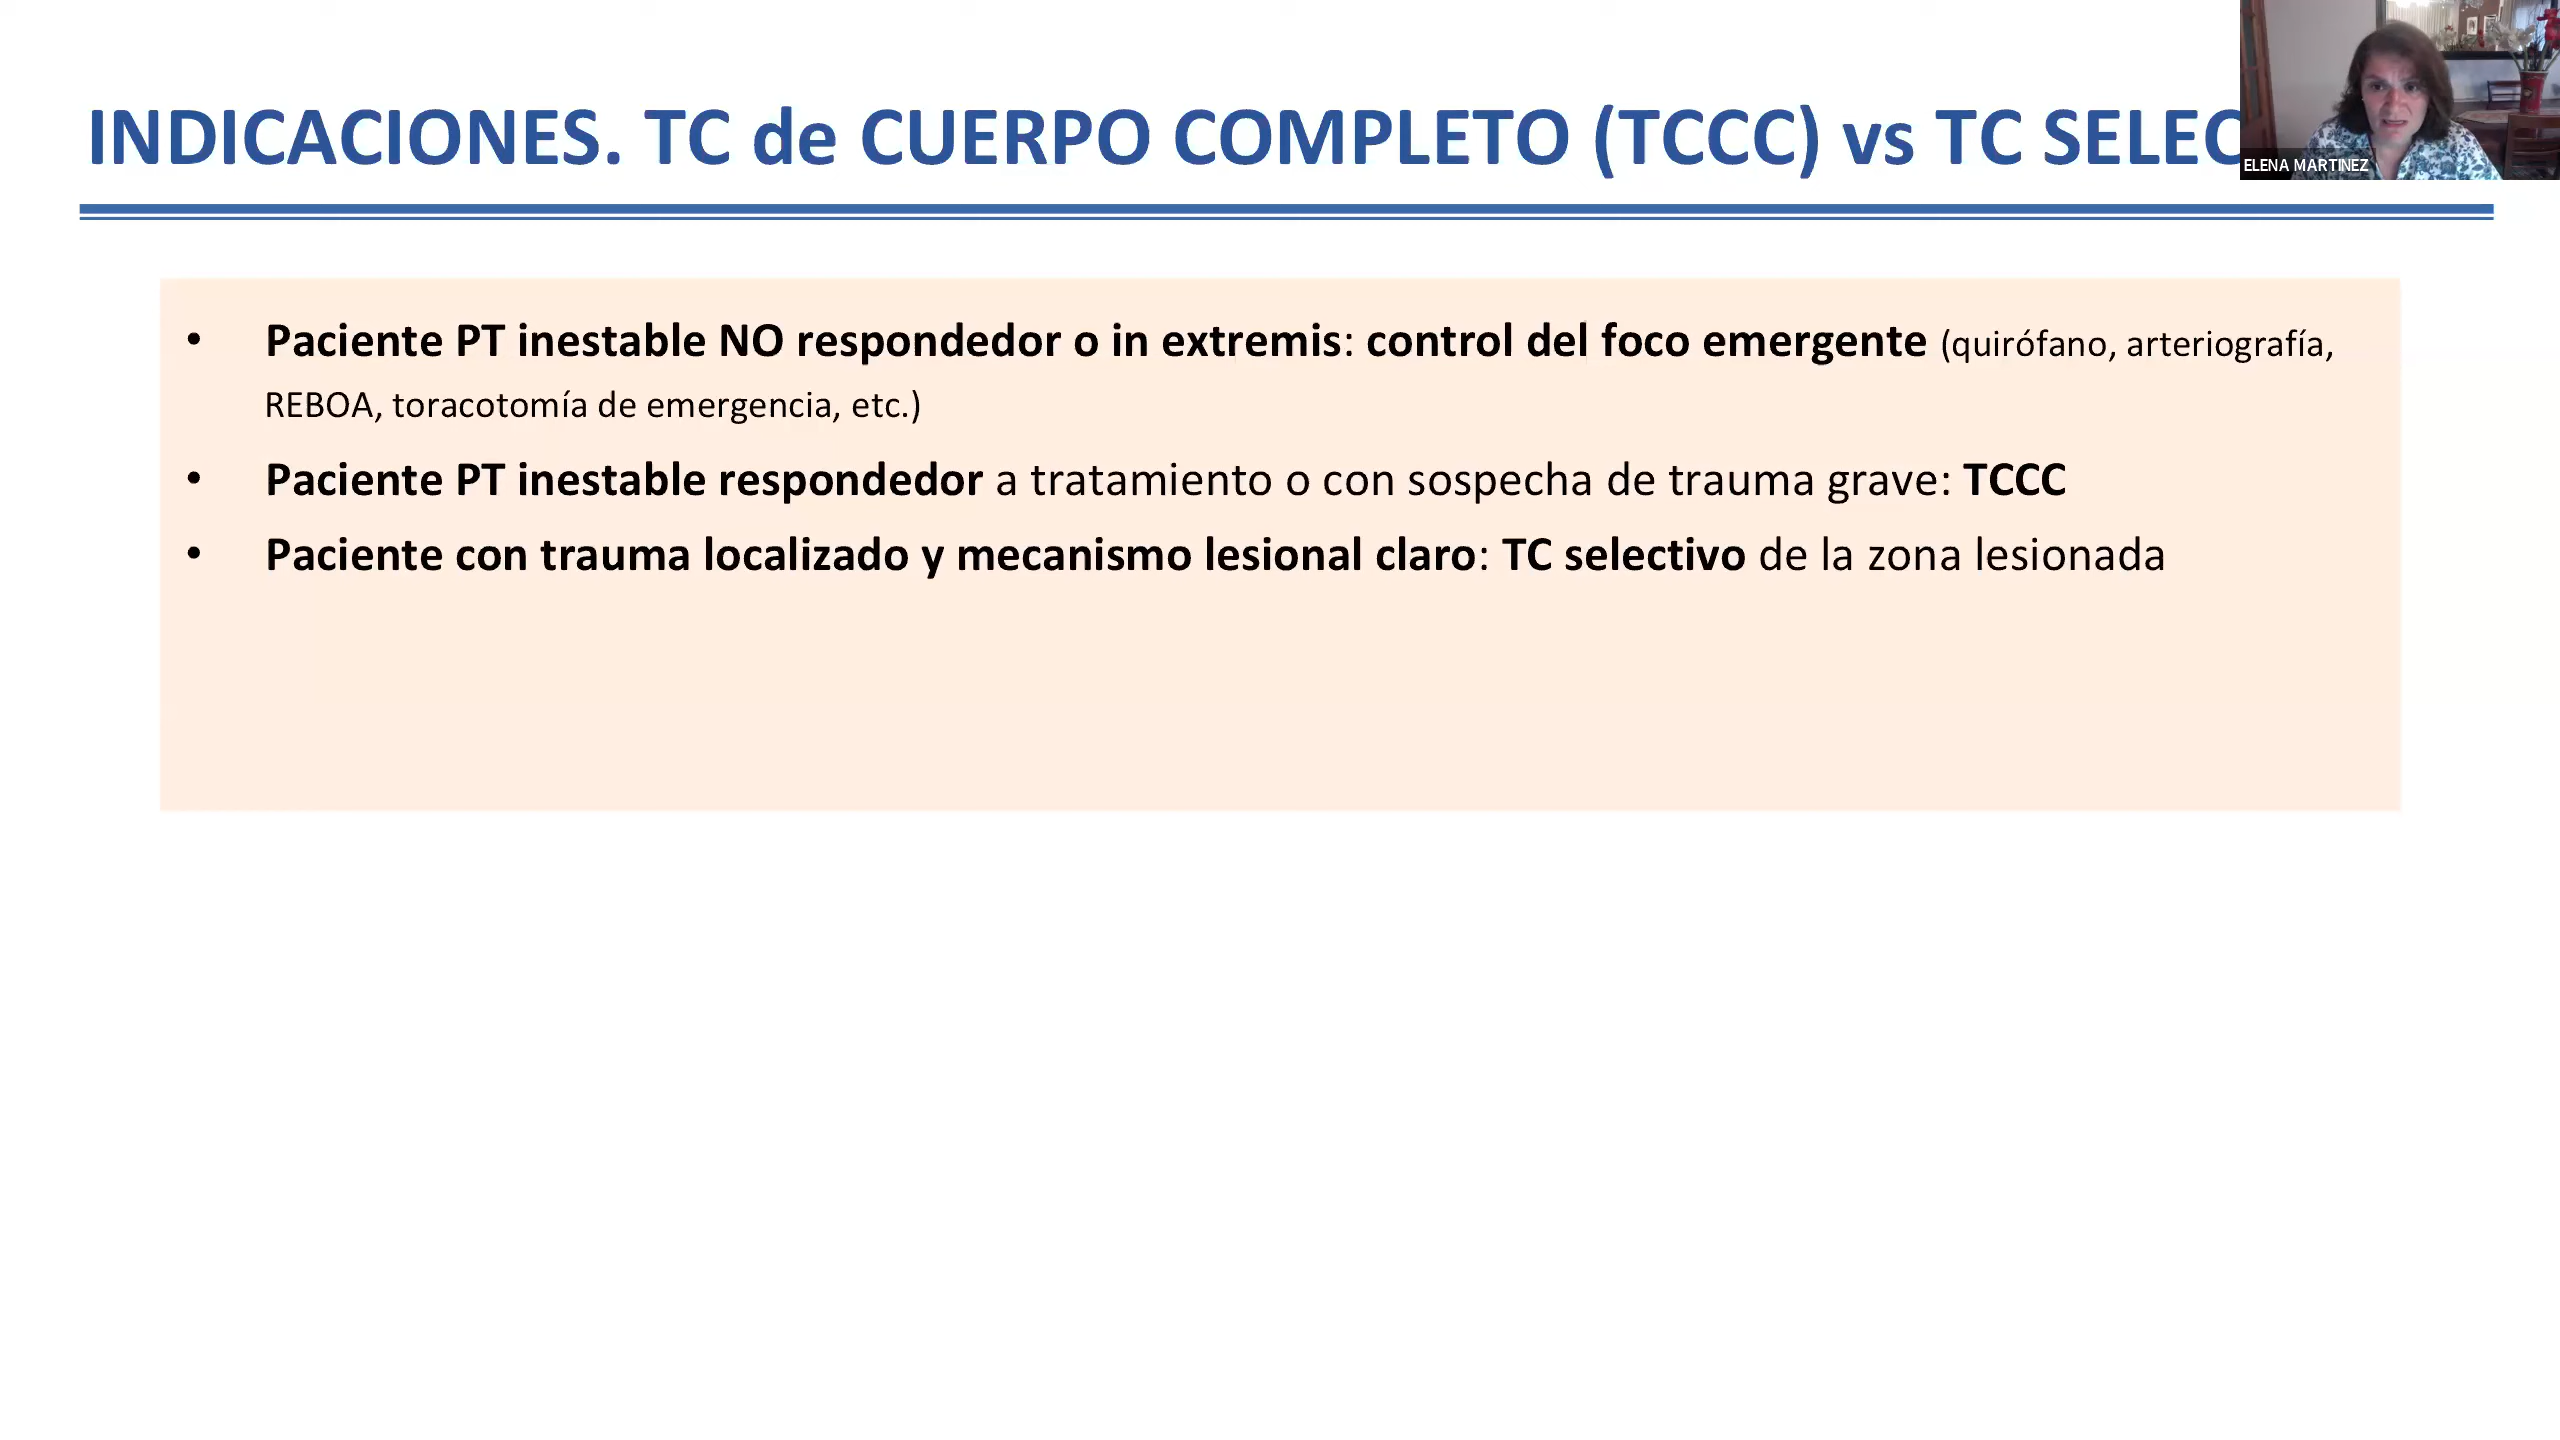 INDICACIONES. TC de CUERPO COMPLETO (TCCC) vs TC SELEC
ELENA MARTINEZ
• Paciente PT inestable NO respondedor o in extremis: control del foco emergente (quirófano, arteriografía,
REBOA, toracotomía de emergencia, etc.)
• Paciente PT inestable respondedor a tratamiento o con sospecha de trauma grave: TCCC
• Paciente con trauma localizado y mecanismo lesional claro: TC selectivo de la zona lesionada